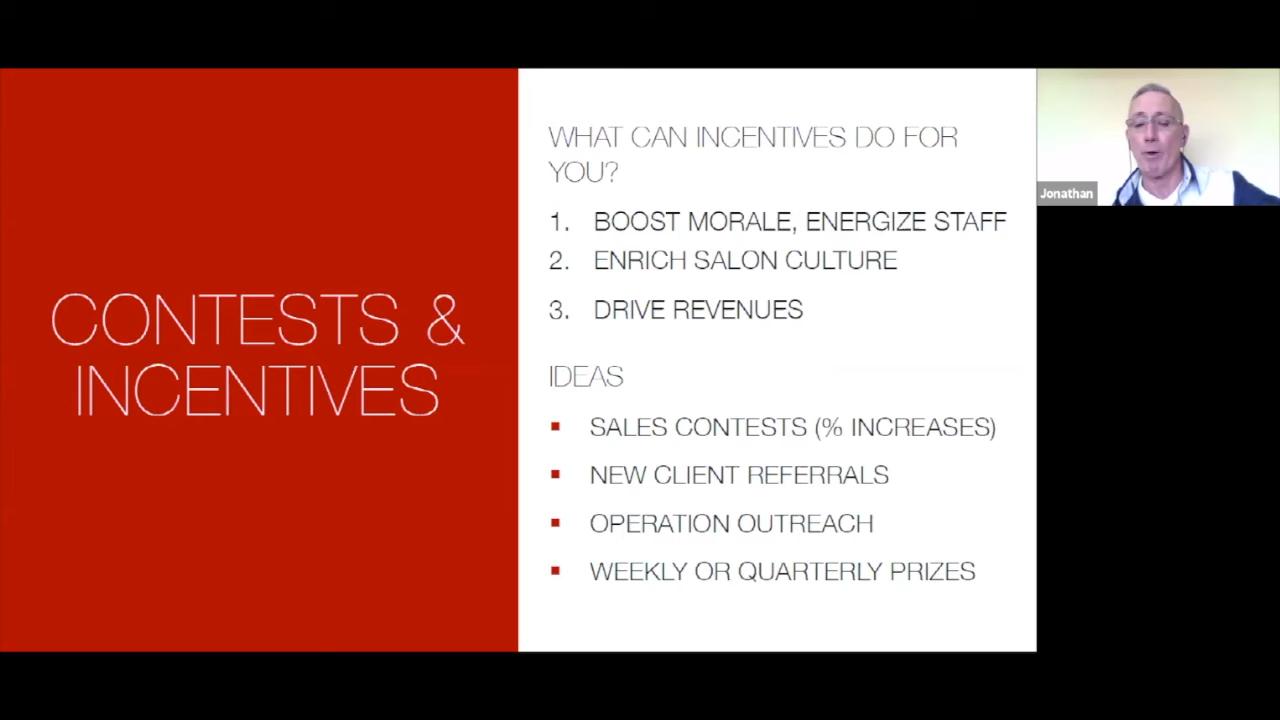 CONTESTS &
INCENTIVES
WHAT CAN INCENTIVES DO FOR
YOU?
1. BOOST MORALE, ENERGIZE STAFF
2. ENRICH SALON CULTURE
3. DRIVE REVENUES
IDEAS
▪ SALES CONTESTS (% INCREASES)
▪ NEW CLIENT REFERRALS
▪ OPERATION OUTREACH
▪ WEEKLY OR QUARTERLY PRIZES
Jonathan